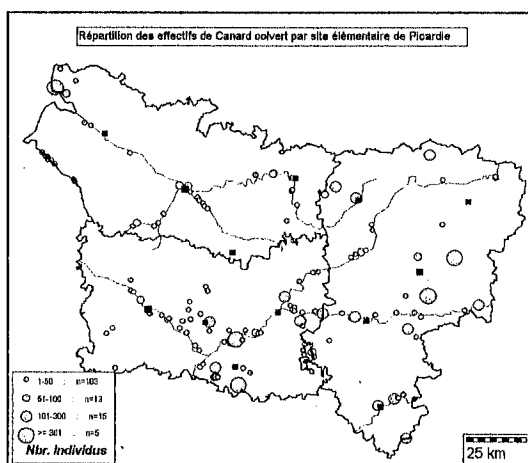 Répartition des effectifs de Canard colvert par site élémentaire de Picardie
1-50 : n=103
51-100 : n=13
101-300 : n=15
>= 301 : n=5
Nbr. Individus
25 km